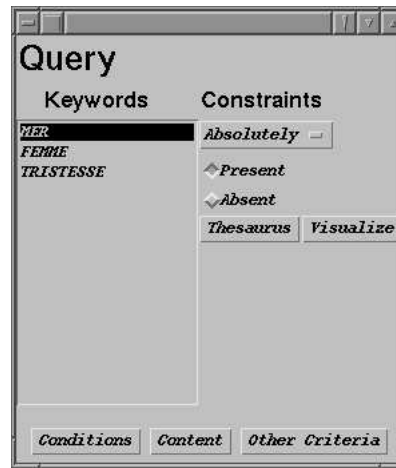 Query
Keywords
Constraints
MER
FEMME
TRISTESSE
Absolutely
Present
Absent
Thesaurus
Visualize
Conditions
Content
Other Criteria